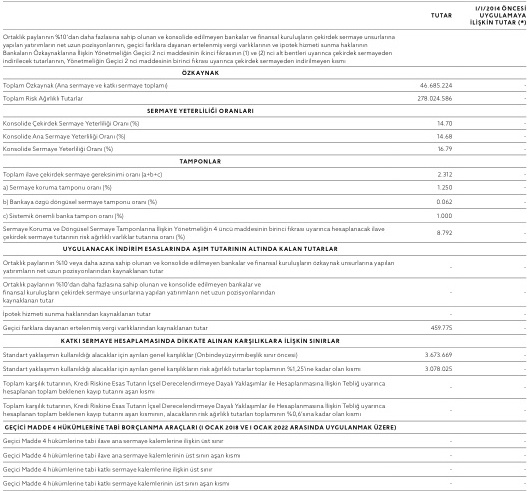 TUTAR
1/1/2014 ÖNCESİ
UYGULAMAYA
İLİŞKİN TUTAR (*)
Ortaklık paylarının %10'dan daha fazlasına sahip olunan ve konsolide edilmeyen bankalar ve finansal kuruluşların çekirdek sermaye unsurlarına
yapılan yatırımların net uzun pozisyonlarının, geçici farklara dayanan ertelenmiş vergi varlıklarının ve ipotek hizmeti sunma haklarının
Bankaların Özkaynaklarına İlişkin Yönetmeliğin Geçici 2 nci maddesinin ikinci fıkrasının (1) ve (2) nci alt bentleri uyarınca çekirdek sermayeden
indirilecek tutarlarının, Yönetmeliğin Geçici 2 nci maddesinin birinci fıkrası uyarınca çekirdek sermayeden indirilmeyen kısmı
- -
ÖZKAYNAK
Toplam Özkaynak (Ana sermaye ve katkı sermaye toplamı) 46.685.224 -
Toplam Risk Ağırlıklı Tutarlar 278.024.586 -
SERMAYE YETERLİLİĞİ ORANLARI
Konsolide Çekirdek Sermaye Yeterliliği Oranı (%) 14.70 -
Konsolide Ana Sermaye Yeterliliği Oranı (%) 14.68 -
Konsolide Sermaye Yeterliliği Oranı (%) 16.79 -
TAMPONLAR
Toplam ilave çekirdek sermaye gereksinimi oranı (a+b+c) 2.312 -
a) Sermaye koruma tamponu oranı (%) 1.250 -
b) Bankaya özgü döngüsel sermaye tamponu oranı (%) 0.062 -
c) Sistemik önemli banka tampon oranı (%) 1.000 -
Sermaye Koruma ve Döngüsel Sermaye Tamponlarına İlişkin Yönetmeliğin 4 üncü maddesinin birinci fıkrası uyarınca hesaplanacak ilave
çekirdek sermaye tutarının risk ağırlıklı varlıklar tutarına oranı (%) 8.792 -
UYGULANACAK İNDİRİM ESASLARINDA AŞIM TUTARININ ALTINDA KALAN TUTARLAR
Ortaklık paylarının %10 veya daha azına sahip olunan ve konsolide edilmeyen bankalar ve finansal kuruluşların özkaynak unsurlarına yapılan
yatırımların net uzun pozisyonlarından kaynaklanan tutar - -
Ortaklık paylarının %10'dan daha fazlasına sahip olunan ve konsolide edilmeyen bankalar ve
finansal kuruluşların çekirdek sermaye unsurlarına yapılan yatırımların net uzun pozisyonlarından
kaynaklanan tutar - -
İpotek hizmeti sunma haklarından kaynaklanan tutar - -
Geçici farklara dayanan ertelenmiş vergi varlıklarından kaynaklanan tutar 459.775 -
KATKI SERMAYE HESAPLAMASINDA DİKKATE ALINAN KARŞILIKLARA İLİŞKİN SINIRLAR
Standart yaklaşımın kullanıldığı alacaklar için ayrılan genel karşılıklar (Onbindeyüzyirmibeşlik sınır öncesi) 3.673.669 -
Standart yaklaşımın kullanıldığı alacaklar için ayrılan genel karşılıkların risk ağırlıklı tutarlar toplamının %1,25'ine kadar olan kısmı 3.078.025 -
Toplam karşılık tutarının, Kredi Riskine Esas Tutarın İçsel Derecelendirmeye Dayalı Yaklaşımlar ile Hesaplanmasına İlişkin Tebliğ uyarınca
hesaplanan toplam beklenen kayıp tutarını aşan kısmı - -
Toplam karşılık tutarının, Kredi Riskine Esas Tutarın İçsel Derecelendirmeye Dayalı Yaklaşımlar ile Hesaplanmasına İlişkin Tebliğ uyarınca
hesaplanan toplam beklenen kayıp tutarını aşan kısmının, alacakların risk ağırlıklı tutarları toplamının %0,6'sına kadar olan kısmı - -
GEÇİCİ MADDE 4 HÜKÜMLERİNE TABİ BORÇLANMA ARAÇLARI (1 OCAK 2018 VE 1 OCAK 2022 ARASINDA UYGULANMAK ÜZERE)
Geçici Madde 4 hükümlerine tabi ilave ana sermaye kalemlerine ilişkin üst sınır - -
Geçici Madde 4 hükümlerine tabi ilave ana sermaye kalemlerinin üst sınırı aşan kısmı - -
Geçici Madde 4 hükümlerine tabi katkı sermaye kalemlerine ilişkin üst sınır - -
Geçici Madde 4 hükümlerine tabi katkı sermaye kalemlerinin üst sınırı aşan kısmı - -